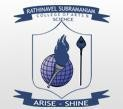 RATHINAVEL SUBRAMANIAM
COLLEGE OF ARTS &
SCIENCE
ARISE - SHINE